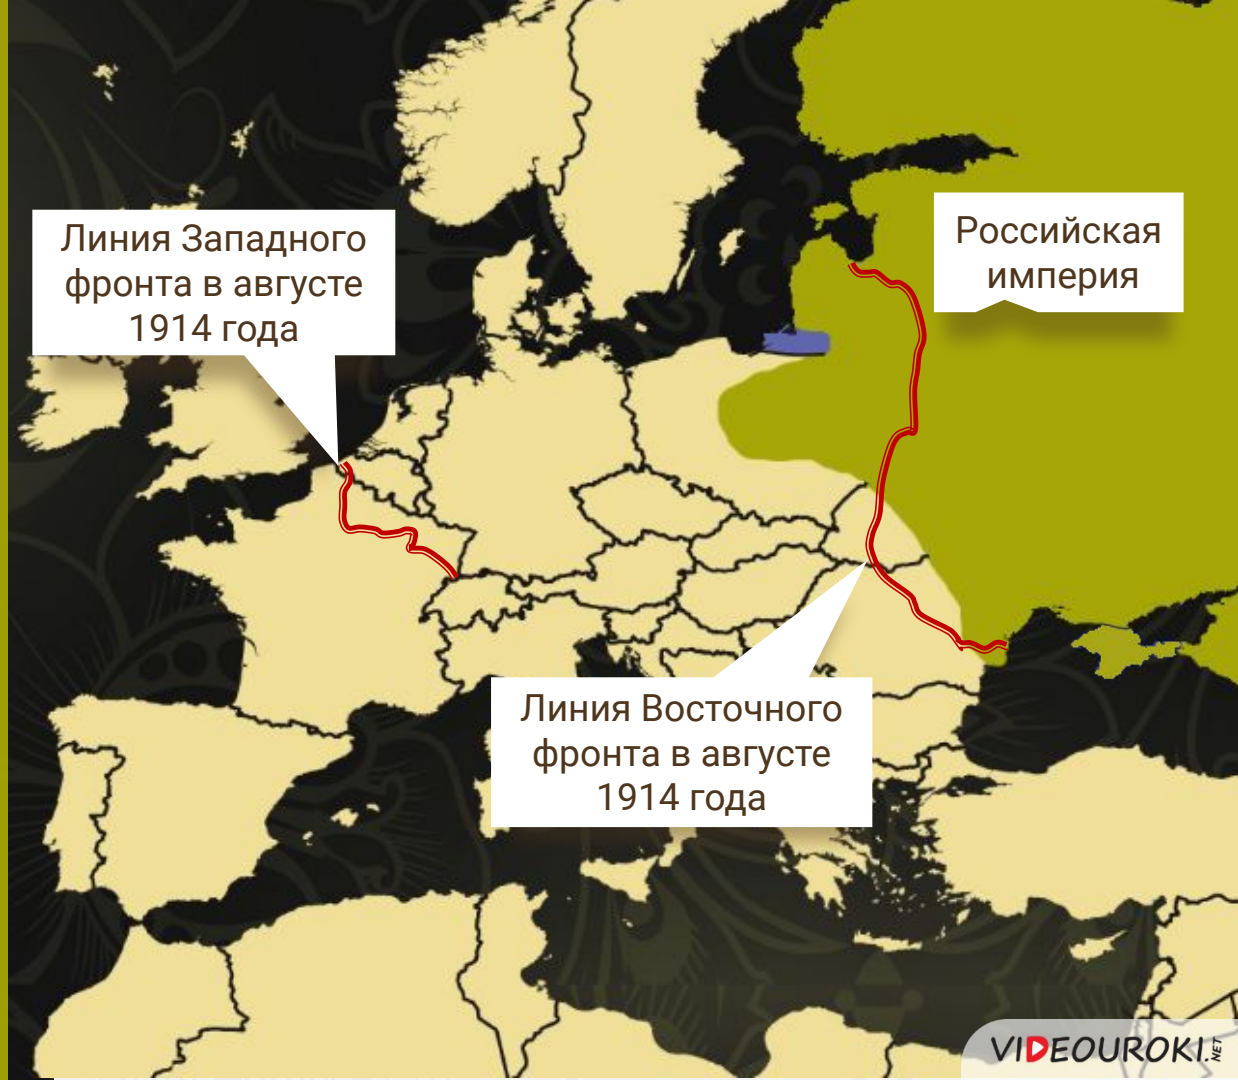 Линия Западного
фронта в августе
1914 года
Российская
империя
Линия Восточного
фронта в августе
1914 года
VIDEOUROKI.NET